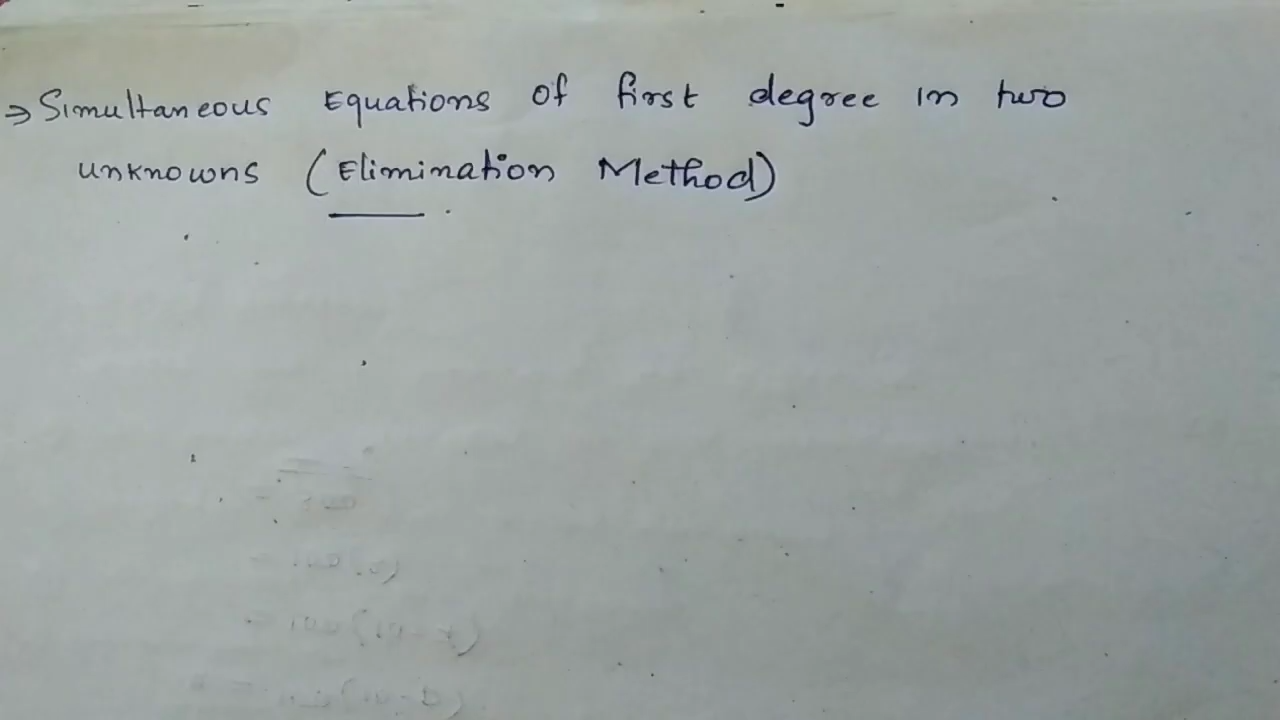 ⇒ Simultaneous Equations of first degree in two
unknowns (Elimination Method)